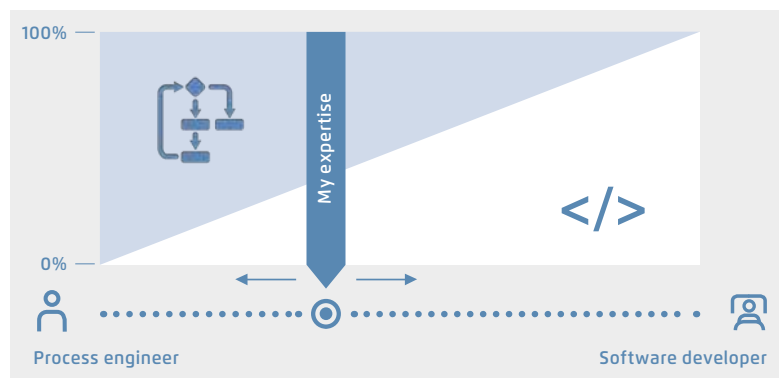 100%
My expertise
</>
0%
Process engineer
Software developer